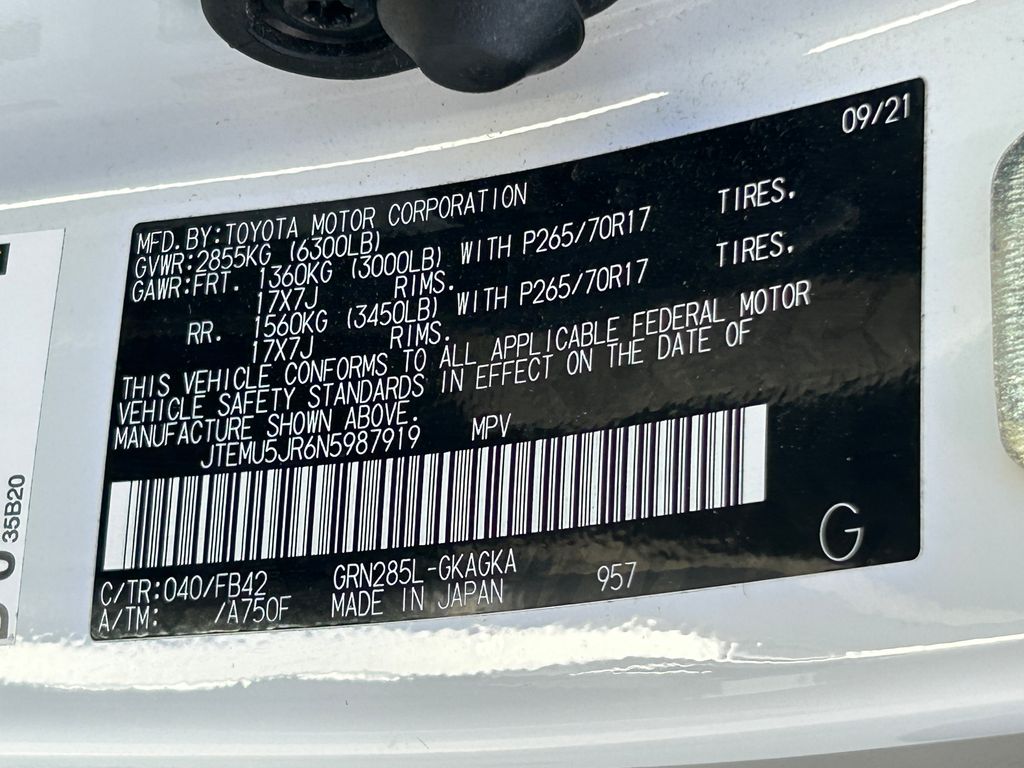 09/21
MFD.BY:TOYOTA MOTOR CORPORATION
GVWR:2855KG (6300LB)
GAWR:FRT. 1360KG (3000LB) WITH P265/70R17 TIRES.
17X7J RIMS.
RR. 1560KG (3450LB) WITH P265/70R17 TIRES.
17X7J RIMS.
THIS VEHICLE CONFORMS TO ALL APPLICABLE FEDERAL MOTOR
VEHICLE SAFETY STANDARDS IN EFFECT ON THE DATE OF
MANUFACTURE SHOWN ABOVE.
JTEMU5JR6N5987919 MPV
G
C/TR:040/FB42 GRN285L-GKAGKA 957
A/TM: /A750F MADE IN JAPAN
35B20